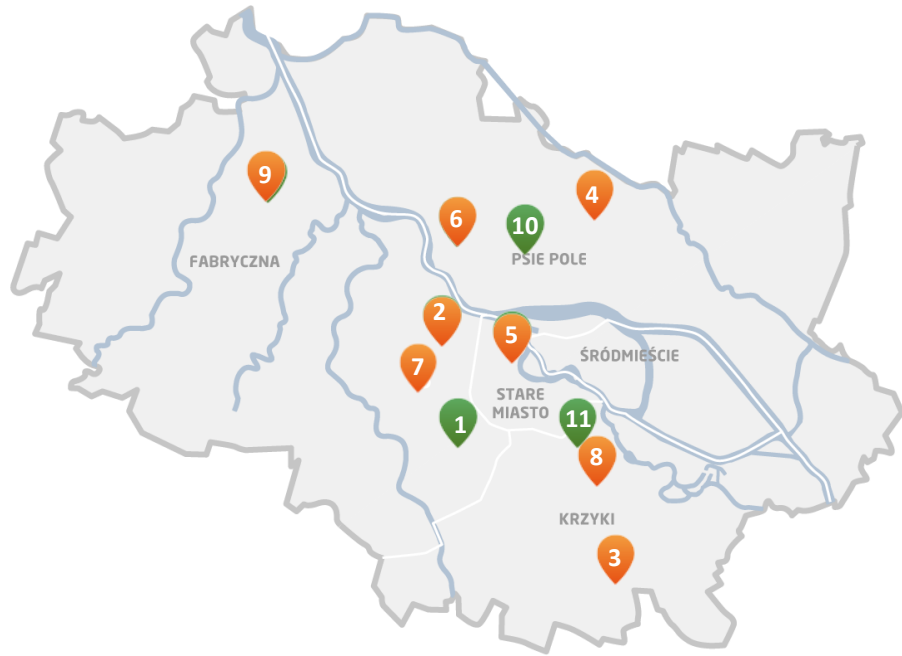 9
4
6
10
PSIE POLE
FABRYCZNA
2
5
ŚRÓDMIEŚCIE
7
STARE
MIASTO
1
11
8
KRZYKI
3